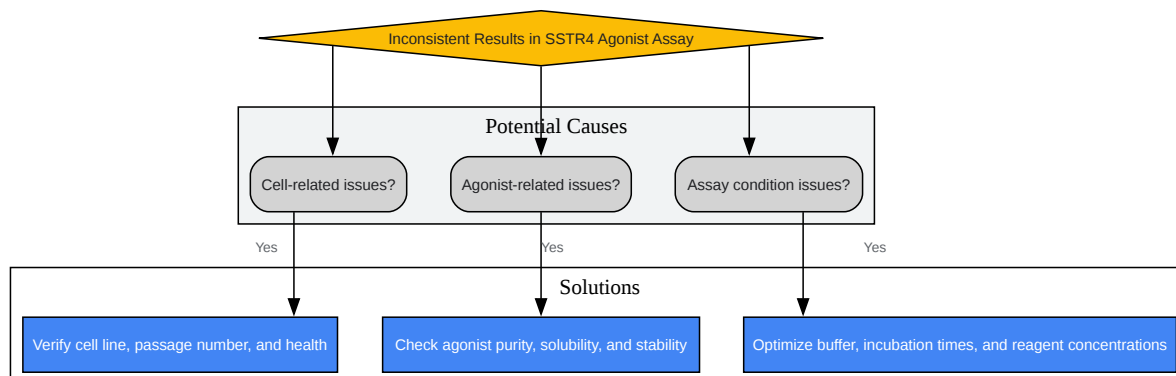 Inconsistent Results in SSTR4 Agonist Assay
Potential Causes
Cell-related issues?
Agonist-related issues?
Assay condition issues?
Yes
Yes
Yes
Solutions
Verify cell line, passage number, and health
Check agonist purity, solubility, and stability
Optimize buffer, incubation times, and reagent concentrations